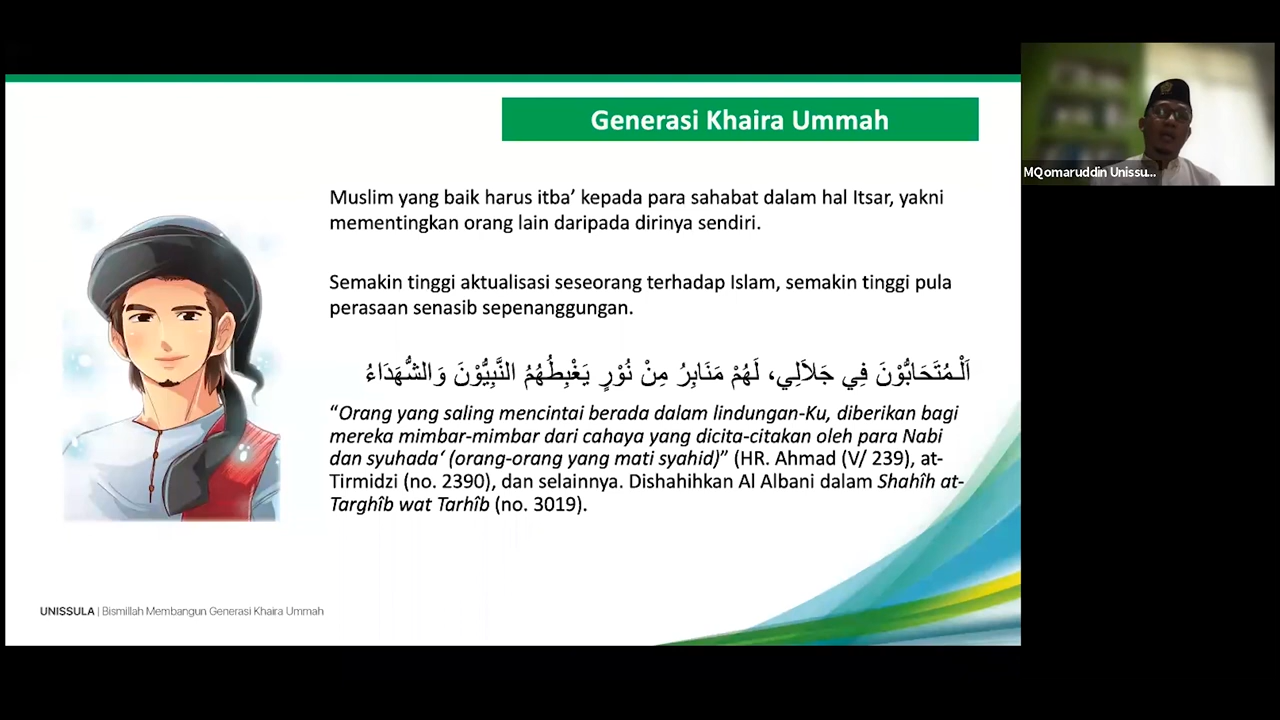 Generasi Khaira Ummah
MQomaruddin Unissu...
Muslim yang baik harus itba’ kepada para sahabat dalam hal Itsar, yakni
mementingkan orang lain daripada dirinya sendiri.
Semakin tinggi aktualisasi seseorang terhadap Islam, semakin tinggi pula
perasaan senasib sepenanggungan.
اَلْـمُتَحَابُّوْنَ فِي جَلاَلِي، لَهُمْ مَنَابِرُ مِنْ نُوْرٍ يَغْبِطُهُمُ النَّبِيُّوْنَ وَالشُّهَدَاءُ
“Orang yang saling mencintai berada dalam lindungan-Ku, diberikan bagi
mereka mimbar-mimbar dari cahaya yang dicita-citakan oleh para Nabi
dan syuhada‘ (orang-orang yang mati syahid)” (HR. Ahmad (V/ 239), at-
Tirmidzi (no. 2390), dan selainnya. Dishahihkan Al Albani dalam Shahîh at-
Targhîb wat Tarhîb (no. 3019).
UNISSULA | Bismillah Membangun Generasi Khaira Ummah